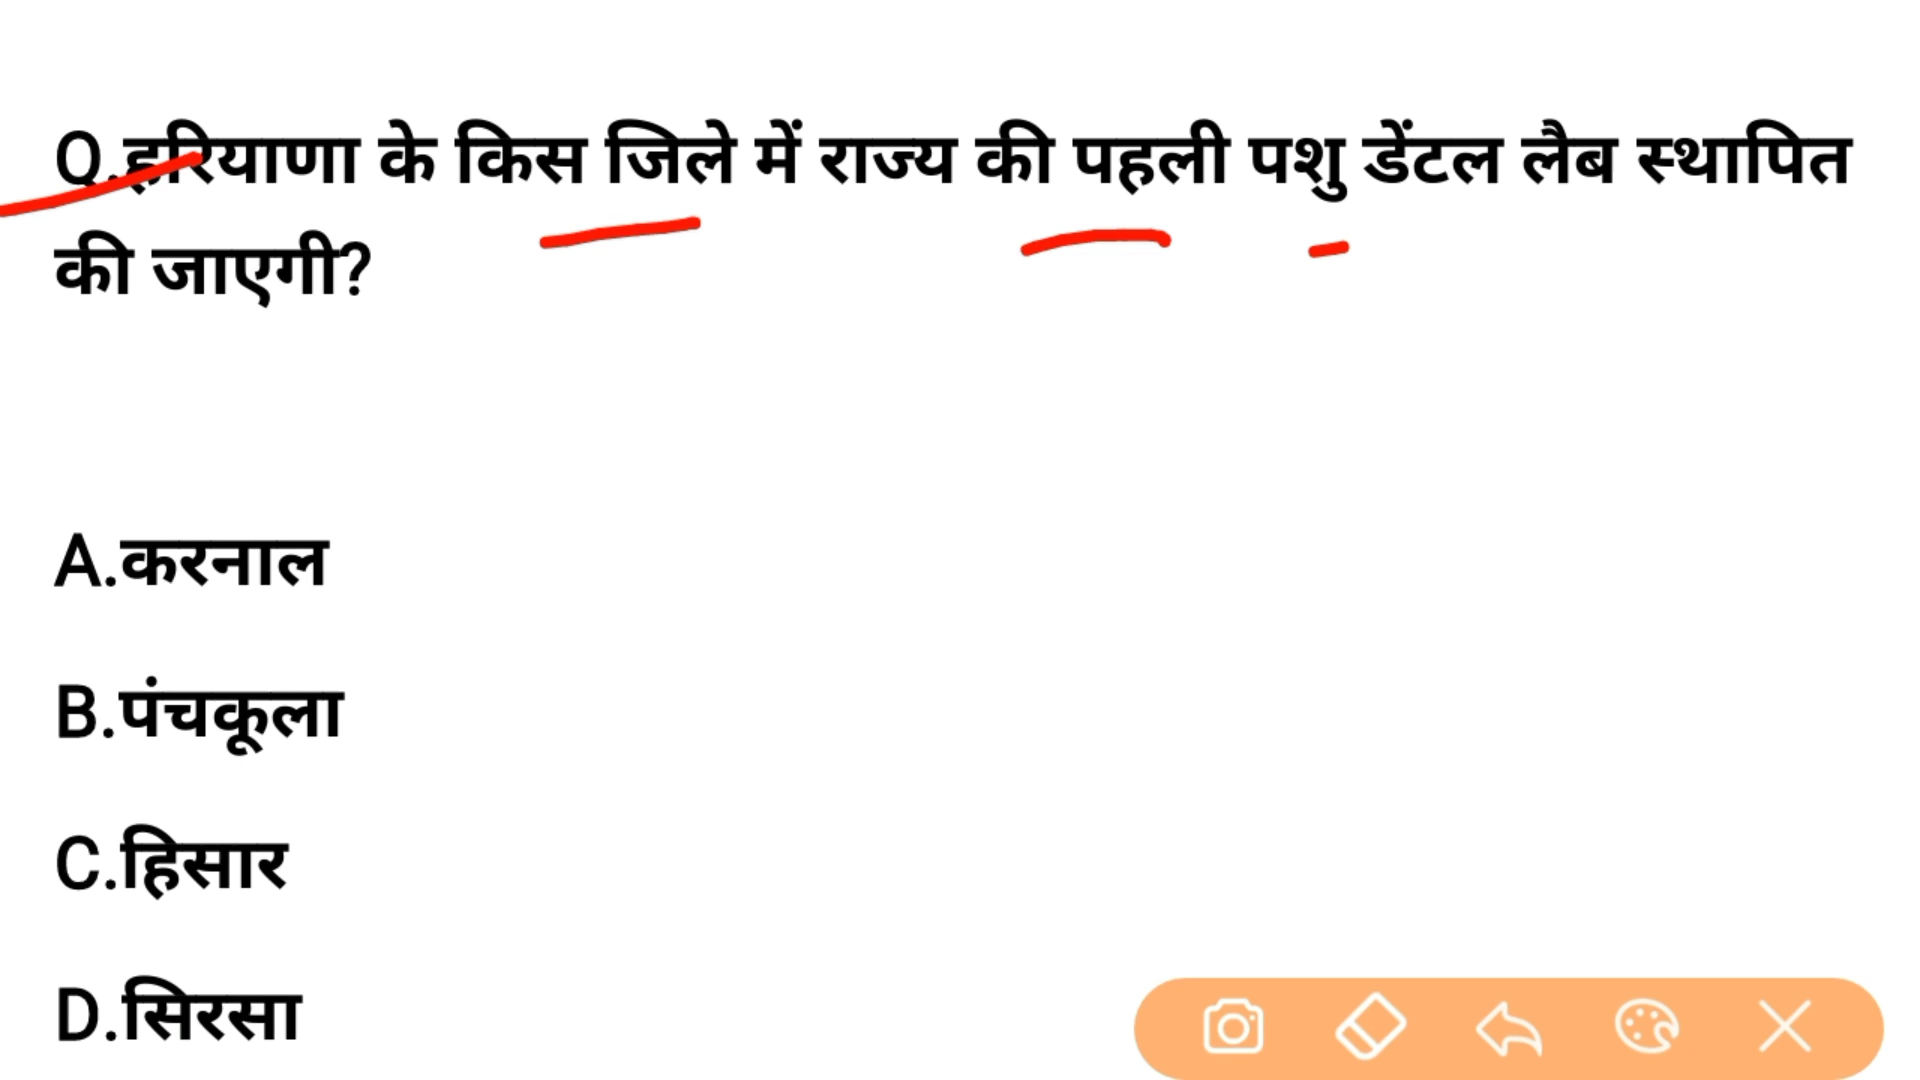 Q.हरियाणा के किस जिले में राज्य की पहली पशु डेंटल लैब स्थापित
की जाएगी?
A.करनाल
B.पंचकूला
C.हिसार
D.सिरसा